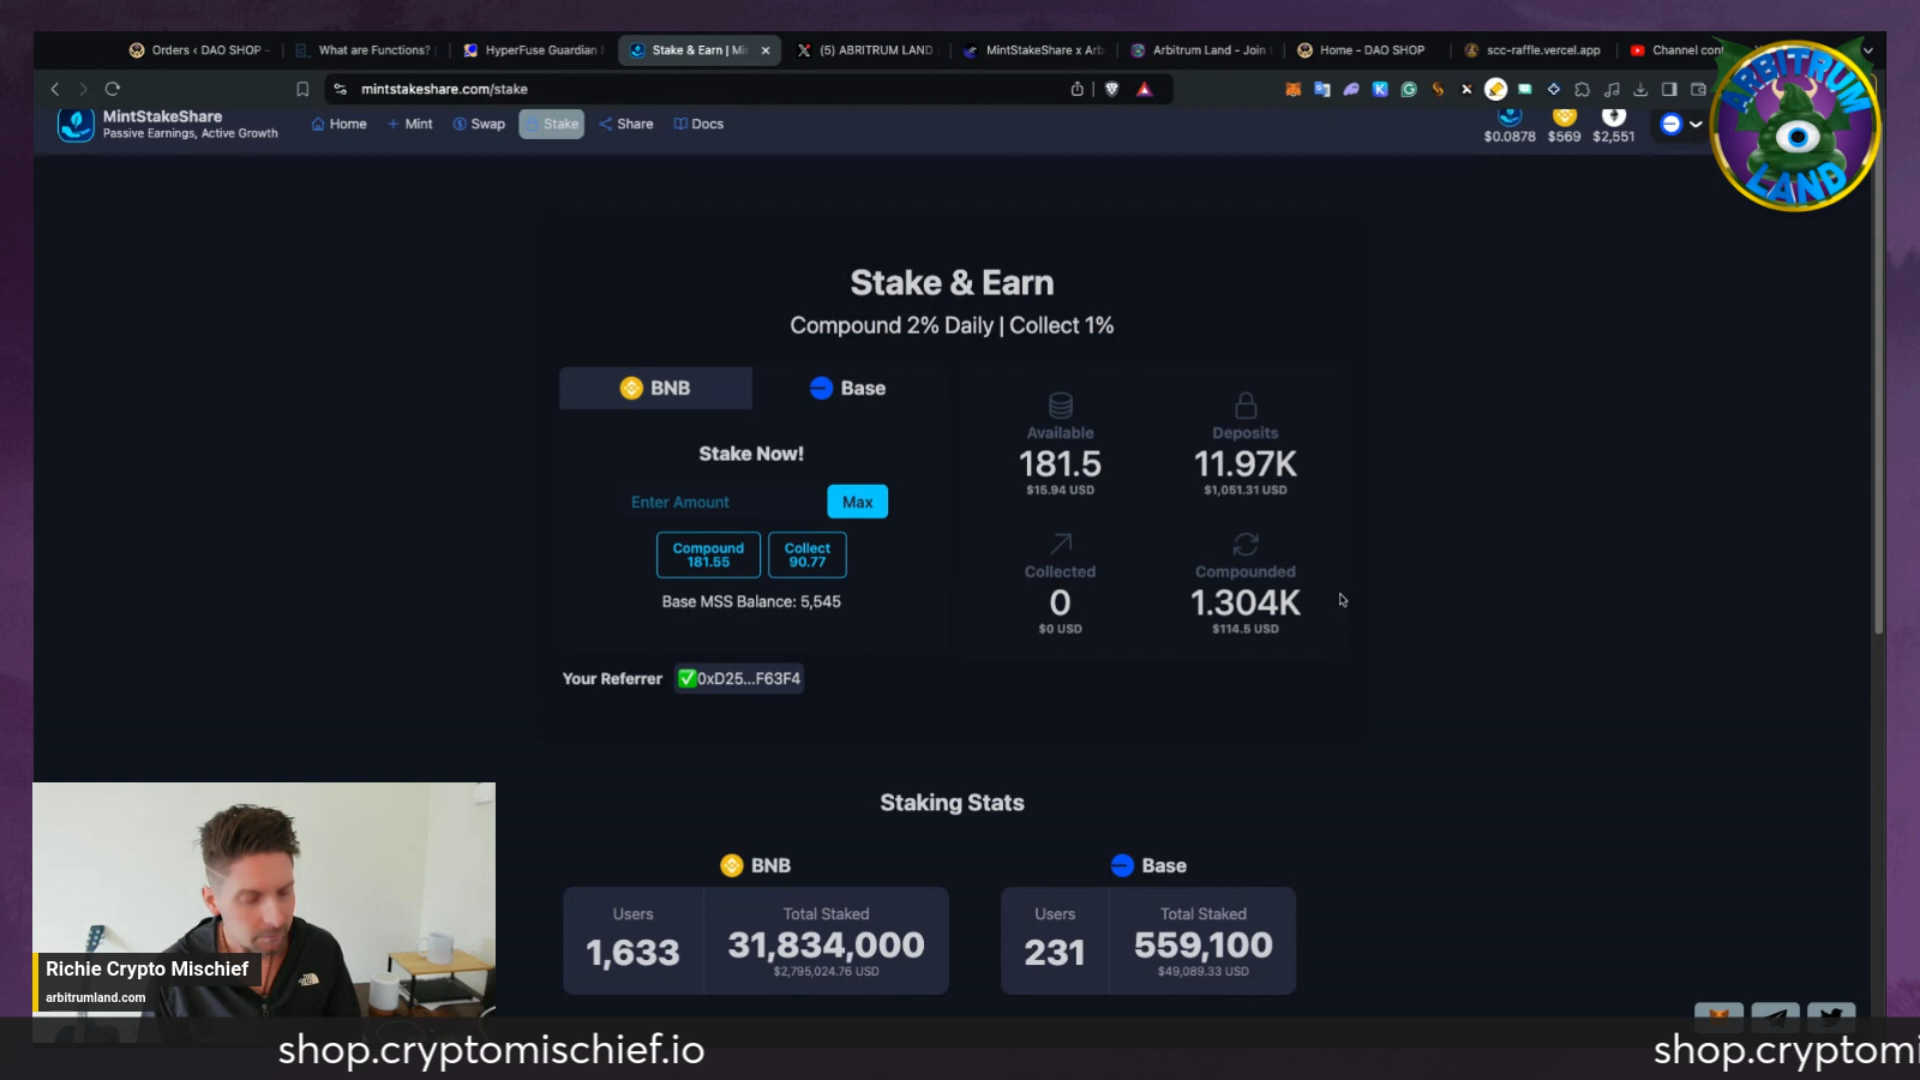 Orders ‹ DAO SHOP -
What are Functions?
HyperFuse Guardian
Stake & Earn | Mi
(5) ABRITRUM LAND
MintStakeShare x Arb
Arbitrum Land - Join
Home - DAO SHOP
scc-raffle.vercel.app
Channel con
mintstakeshare.com/stake
ARBITRUM
LAND
MintStakeShare
Passive Earnings, Active Growth
Home
Mint
Swap
Stake
Share
Docs
$0.0878
$569
$2,551
Stake & Earn
Compound 2% Daily | Collect 1%
BNB
Base
Stake Now!
Enter Amount
Max
Compound
181.55
Collect
90.77
Base MSS Balance: 5,545
Your Referrer
0xD25...F63F4
Available
181.5
$15.94 USD
Deposits
11.97K
$1,051.31 USD
Collected
0
$0 USD
Compounded
1.304K
$114.5 USD
Staking Stats
BNB
Users
1,633
Total Staked
31,834,000
$2,795,024.76 USD
Base
Users
231
Total Staked
559,100
$49,089.33 USD
Richie Crypto Mischief
arbitrumland.com
shop.cryptomischief.io
shop.cryptomi